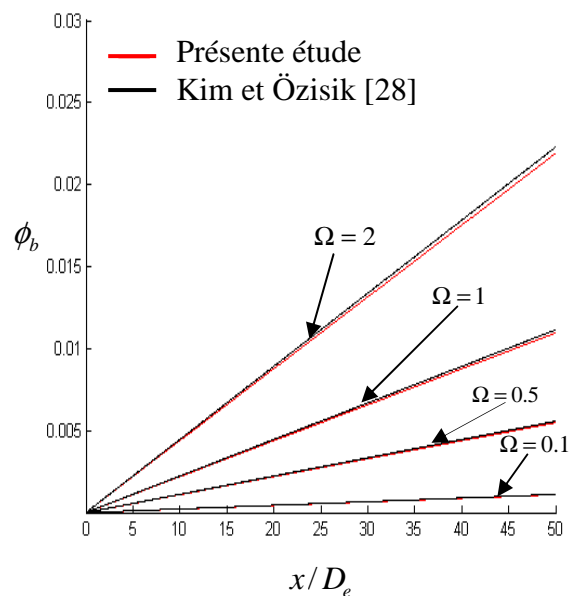 0.03
Présente étude
Kim et Özisik [28]
0.025
0.02
ϕ_b
Ω = 2
0.015
Ω = 1
0.01
Ω = 0.5
0.005
Ω = 0.1
0 5 10 15 20 25 30 35 40 45 50
x / D_e